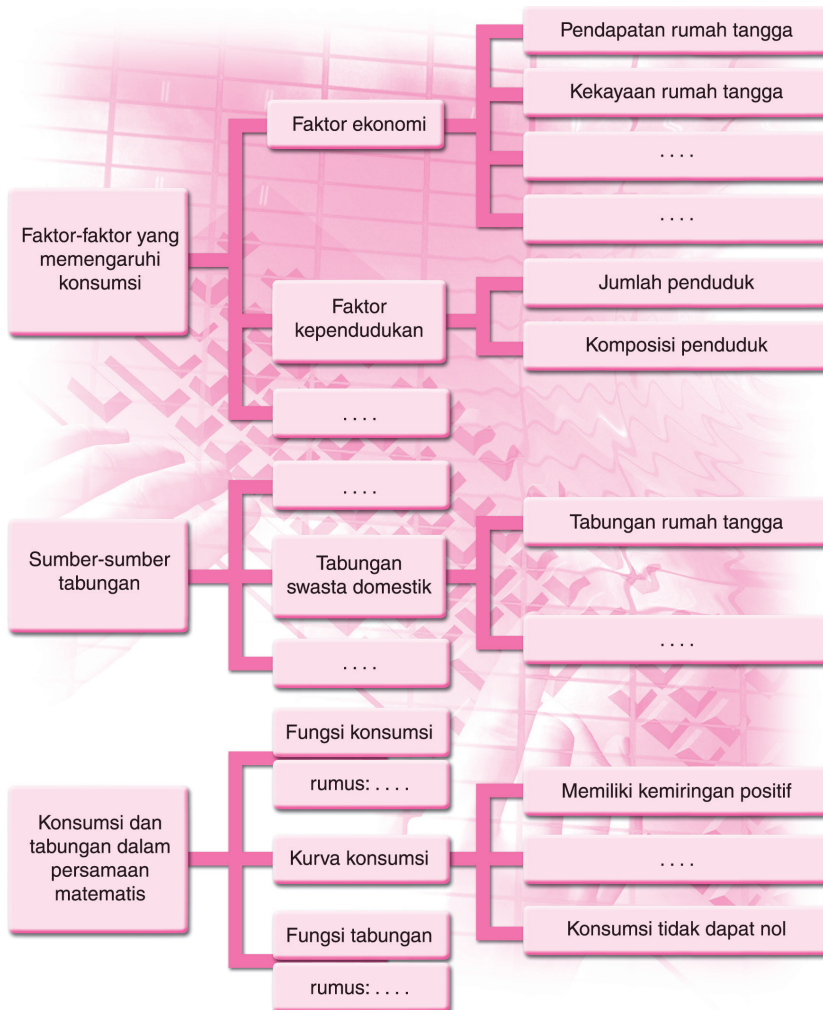 Pendapatan rumah tangga
Kekayaan rumah tangga
Faktor ekonomi
. . . .
. . . .
Faktor-faktor yang
memengaruhi
konsumsi
Faktor
kependudukan
Jumlah penduduk
Komposisi penduduk
. . . .
. . . .
Sumber-sumber
tabungan
Tabungan
swasta domestik
Tabungan rumah tangga
. . . .
. . . .
Fungsi konsumsi
rumus: . . . .
Konsumsi dan
tabungan dalam
persamaan
matematis
Kurva konsumsi
Memiliki kemiringan positif
. . . .
Konsumsi tidak dapat nol
Fungsi tabungan
rumus: . . . .